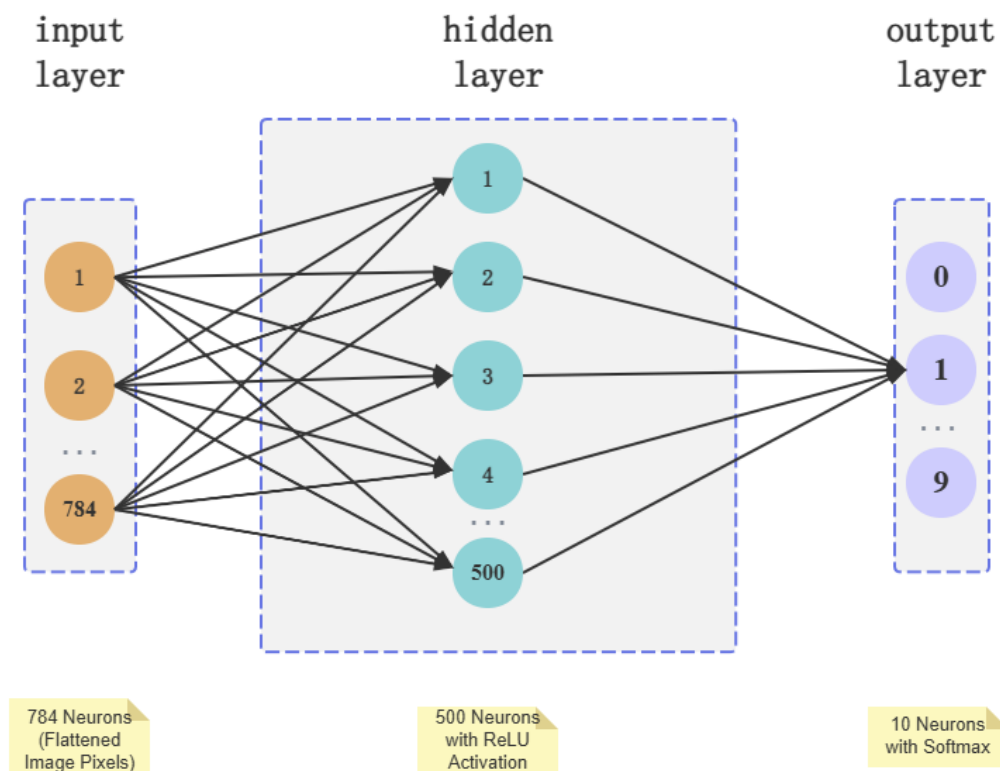 input
layer
hidden
layer
output
layer
1
2
...
784
1
2
3
4
...
500
0
1
...
9
784 Neurons
(Flattened
Image Pixels)
500 Neurons
with ReLU
Activation
10 Neurons
with Softmax